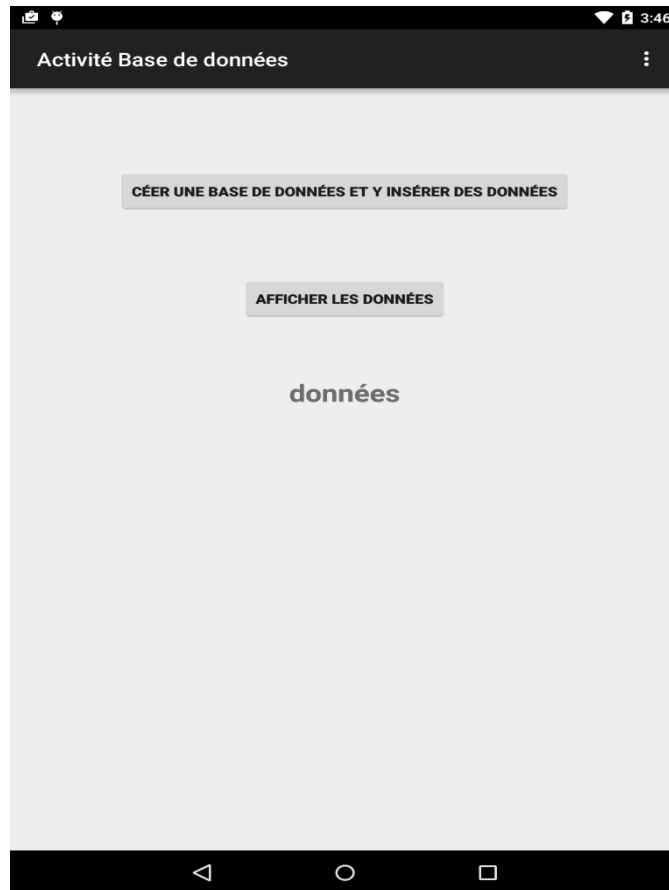 3:46
Activité Base de données
CÉER UNE BASE DE DONNÉES ET Y INSÉRER DES DONNÉES
AFFICHER LES DONNÉES
données